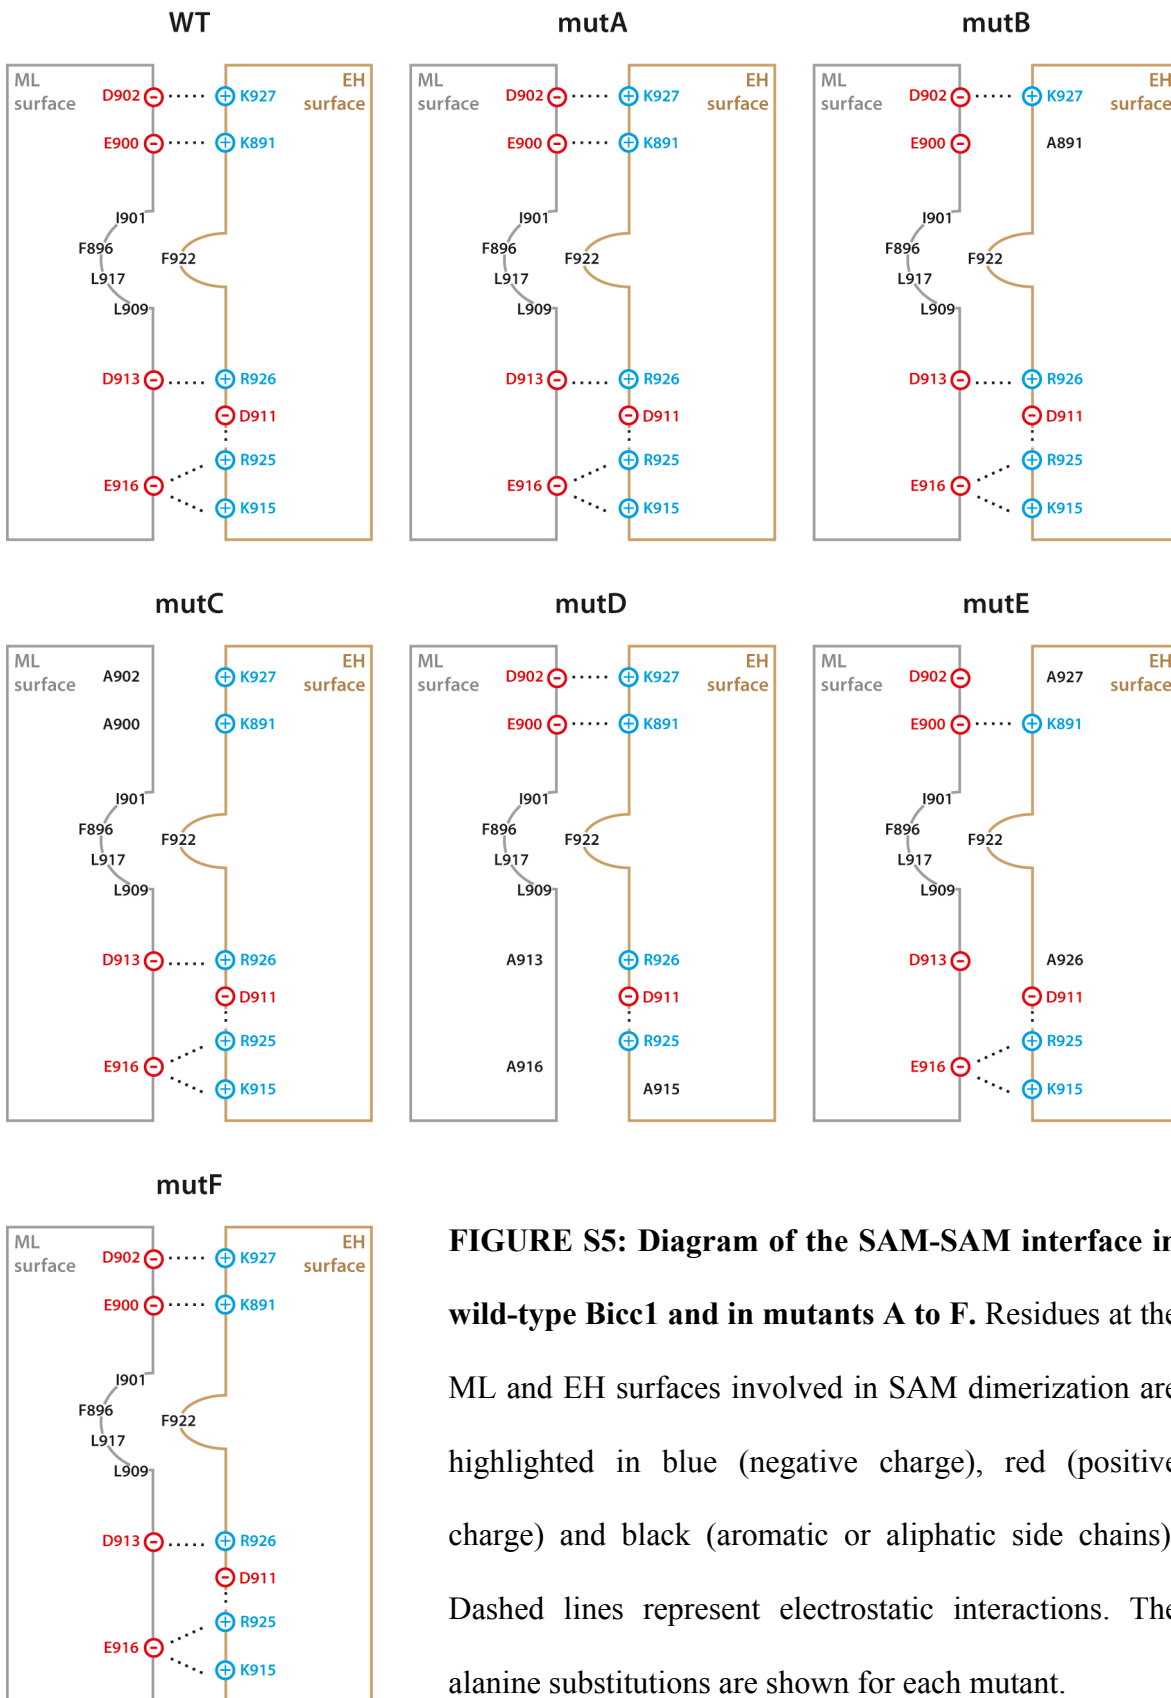 WT
ML surface
EH surface
D902 − + K927
E900 − + K891
I901
F896
F922
L917
L909
D913 − + R926
− D911
+ R925
E916 −
+ K915
mutA
ML surface
EH surface
D902 − + K927
E900 − + K891
I901
F896
F922
L917
L909
D913 − + R926
− D911
+ R925
E916 −
+ K915
mutB
ML surface
EH surface
D902 − + K927
E900 − A891
I901
F896
F922
L917
L909
D913 − + R926
− D911
+ R925
E916 −
+ K915
mutC
ML surface
EH surface
A902 + K927
A900 + K891
I901
F896
F922
L917
L909
D913 − + R926
− D911
+ R925
E916 −
+ K915
mutD
ML surface
EH surface
D902 − + K927
E900 − + K891
I901
F896
F922
L917
L909
A913 + R926
− D911
+ R925
A916
A915
mutE
ML surface
EH surface
D902 − A927
E900 − + K891
I901
F896
F922
L917
L909
D913 − A926
− D911
+ R925
E916 −
+ K915
mutF
ML surface
EH surface
D902 − + K927
E900 − + K891
I901
F896
F922
L917
L909
D913 − + R926
− D911
+ R925
E916 −
+ K915
FIGURE S5: Diagram of the SAM-SAM interface in
wild-type Bicc1 and in mutants A to F. Residues at the
ML and EH surfaces involved in SAM dimerization are
highlighted in blue (negative charge), red (positive
charge) and black (aromatic or aliphatic side chains)
Dashed lines represent electrostatic interactions. The
alanine substitutions are shown for each mutant.